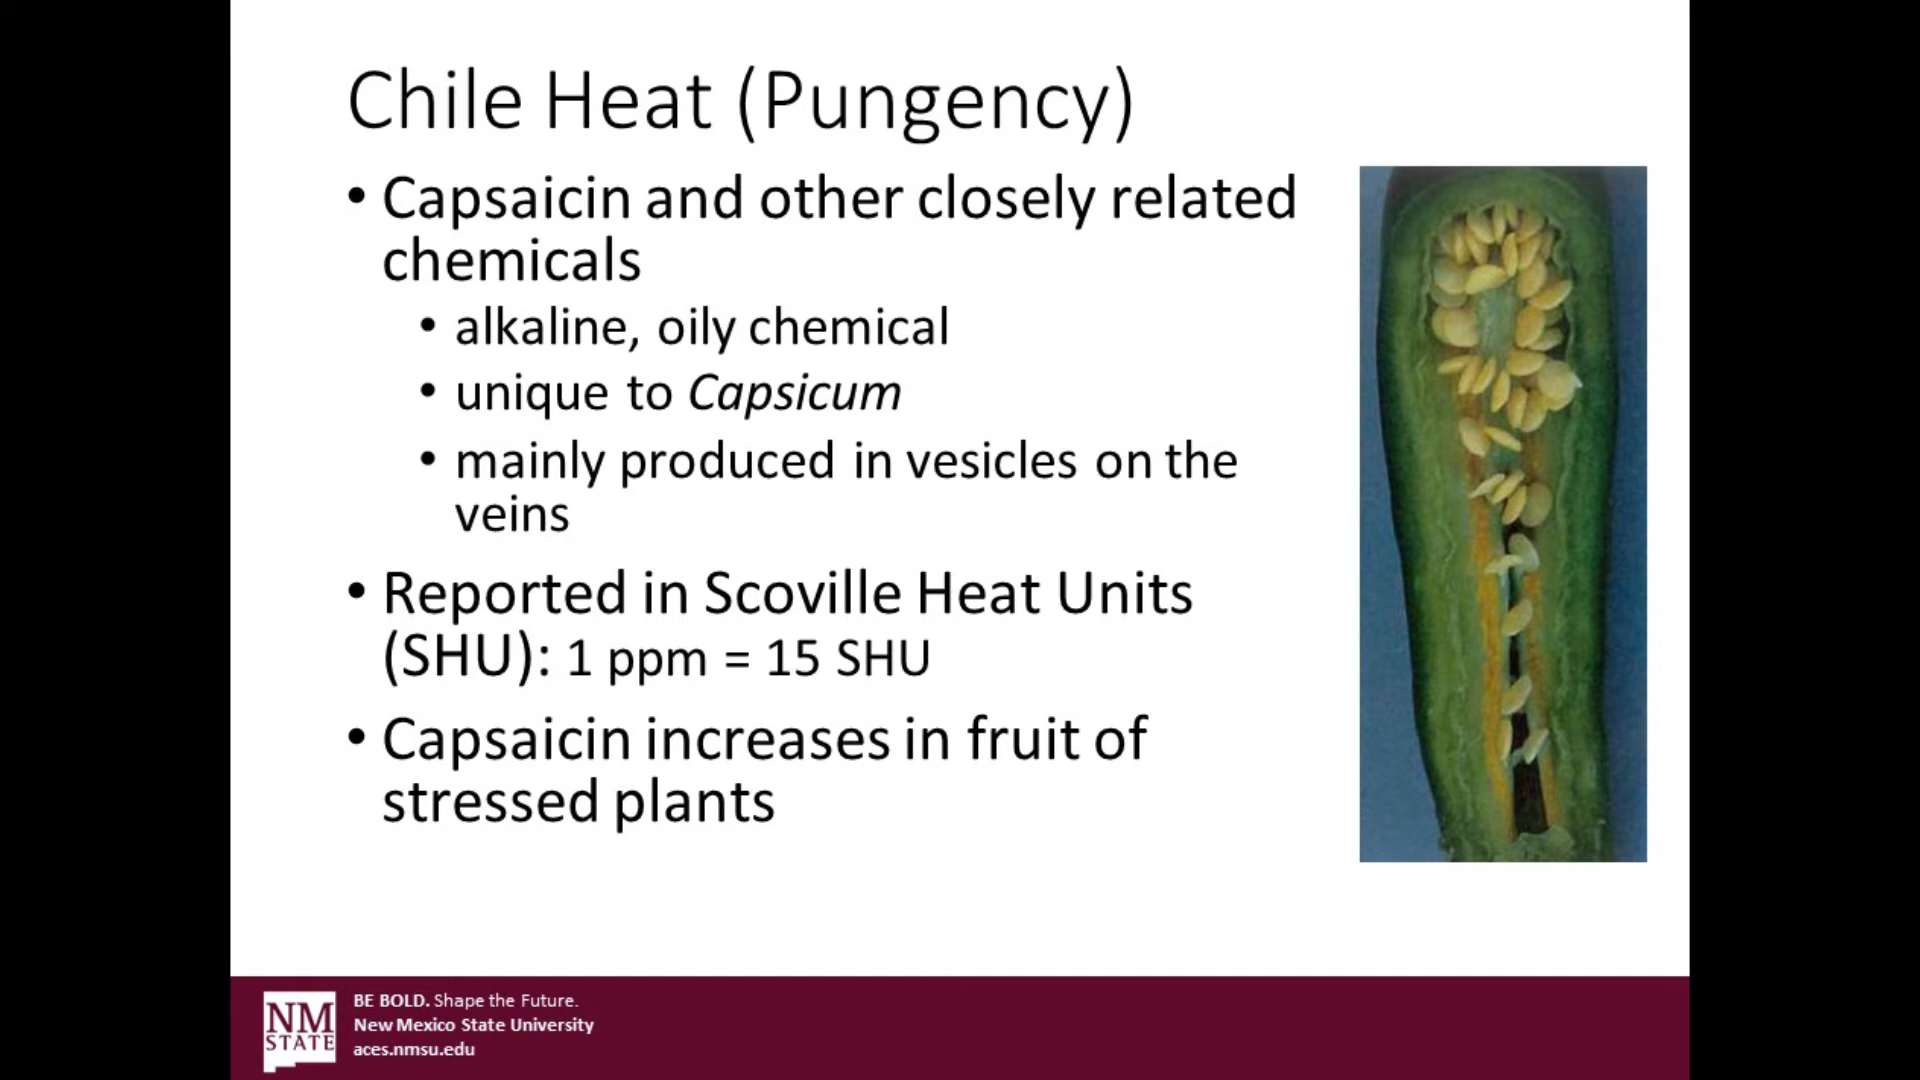 Chile Heat (Pungency)
• Capsaicin and other closely related
chemicals
• alkaline, oily chemical
• unique to Capsicum
• mainly produced in vesicles on the
veins
• Reported in Scoville Heat Units
(SHU): 1 ppm = 15 SHU
• Capsaicin increases in fruit of
stressed plants
NM
STATE
BE BOLD. Shape the Future.
New Mexico State University
aces.nmsu.edu